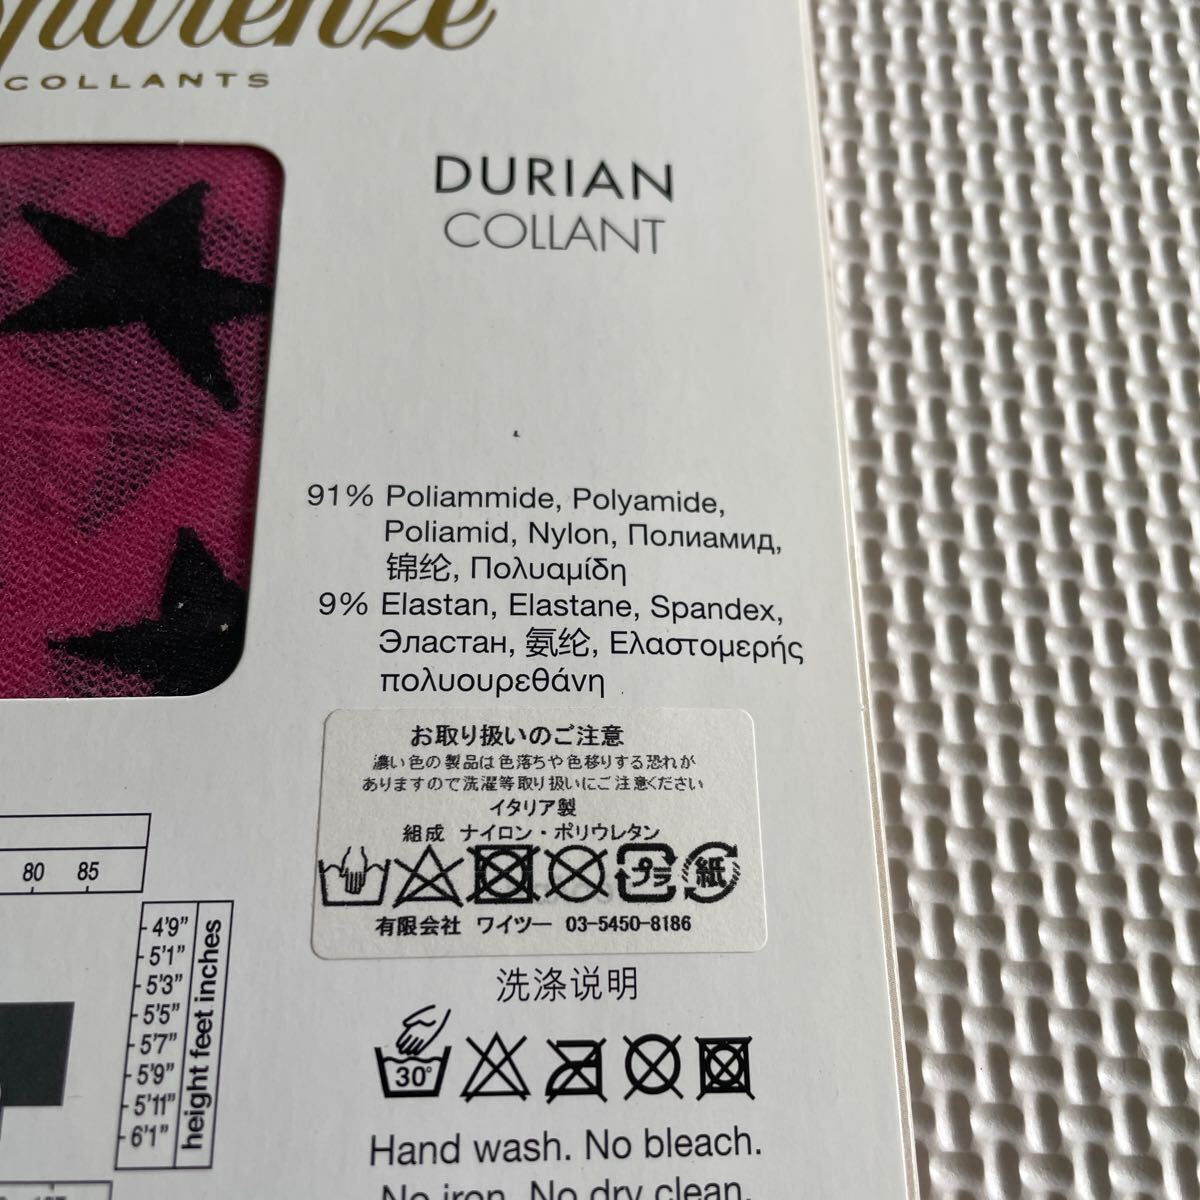 COLLANTS
DURIAN
COLLANT
91% Poliammide, Polyamide,
Poliamid, Nylon, Полиамид,
锦纶, Πολυαμίδη
9% Elastan, Elastane, Spandex,
Эластан, 氨纶, Ελαστομερής
πολυουρεθάνη
お取り扱いのご注意
濃い色の製品は色落ちや色移りする恐れが
ありますので洗濯等取り扱いにご注意ください
イタリア製
組成 ナイロン・ポリウレタン
プラ 紙
有限会社 ワイツー 03-5450-8186
80 85
4'9"
5'1"
5'3"
5'5"
5'7"
5'9"
5'11"
6'1"
height feet inches
洗涤说明
30°
Hand wash. No bleach.
No iron. No dry clean.